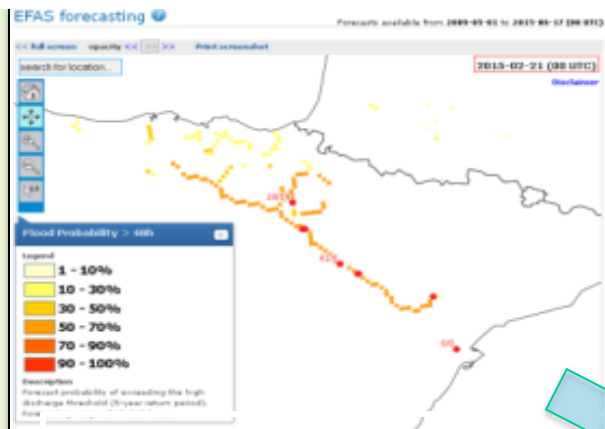 EFAS forecasting
Forecasts available from 2009-05-01 to 2015-06-17 (00 UTC)
<< full screen opacity << >> Print screenshot
search for location...
2015-02-21 (00 UTC)
Disclaimer
Flood Probability > 48h
Legend
1 - 10%
10 - 30%
30 - 50%
50 - 70%
70 - 90%
90 - 100%
Description
Forecast probability of exceeding the high
discharge threshold (5-year return period).